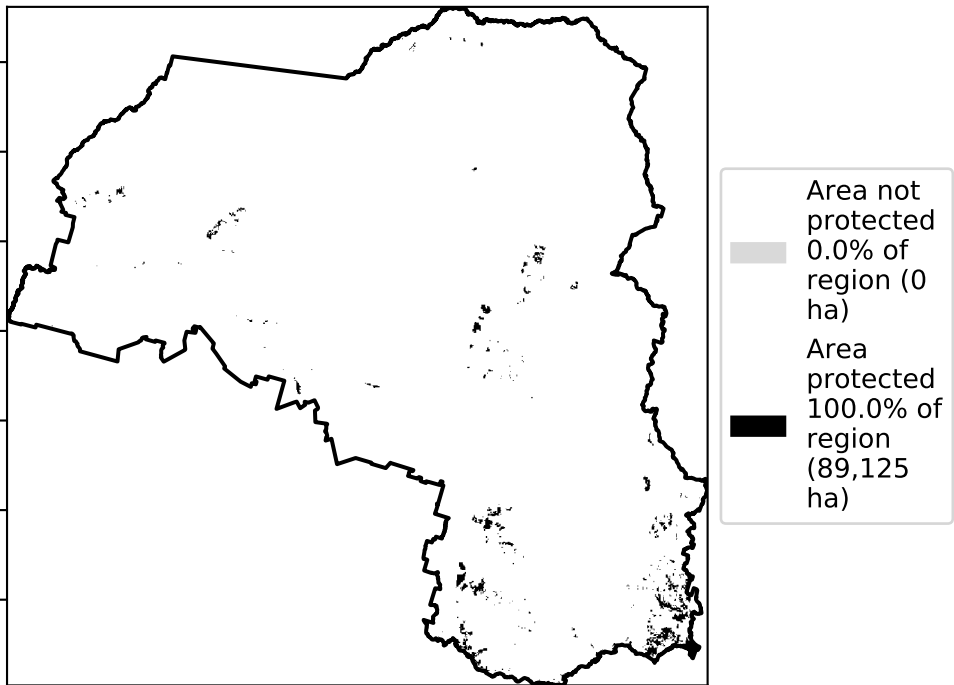 Area not
protected
0.0% of
region (0
ha)
Area
protected
100.0% of
region
(89,125
ha)